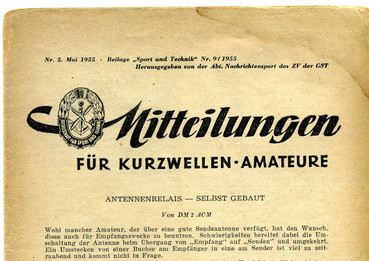 Nr. 5. Mai 1955 - Beilage „Sport und Technik“ Nr. 9/1955
Herausgegeben von der Abt. Nachrichtensport des ZV der GST
Mitteilungen
FÜR KURZWELLEN-AMATEURE
ANTENNENRELAIS — SELBST GEBAUT
Von DM 2 ACM
Wohl mancher Amateur, der über eine gute Sendeantenne verfügt, hat den Wunsch,
diese auch für Empfangszwecke zu benutzen. Schwierigkeiten bereitet dabei die Um-
schaltung der Antenne beim Übergang von „Empfang“ auf „Senden“ und umgekehrt.
Ein Umstecken von einer Buchse am Empfänger in eine am Sender ist viel zu zeit-
raubend und kommt nicht in Frage.